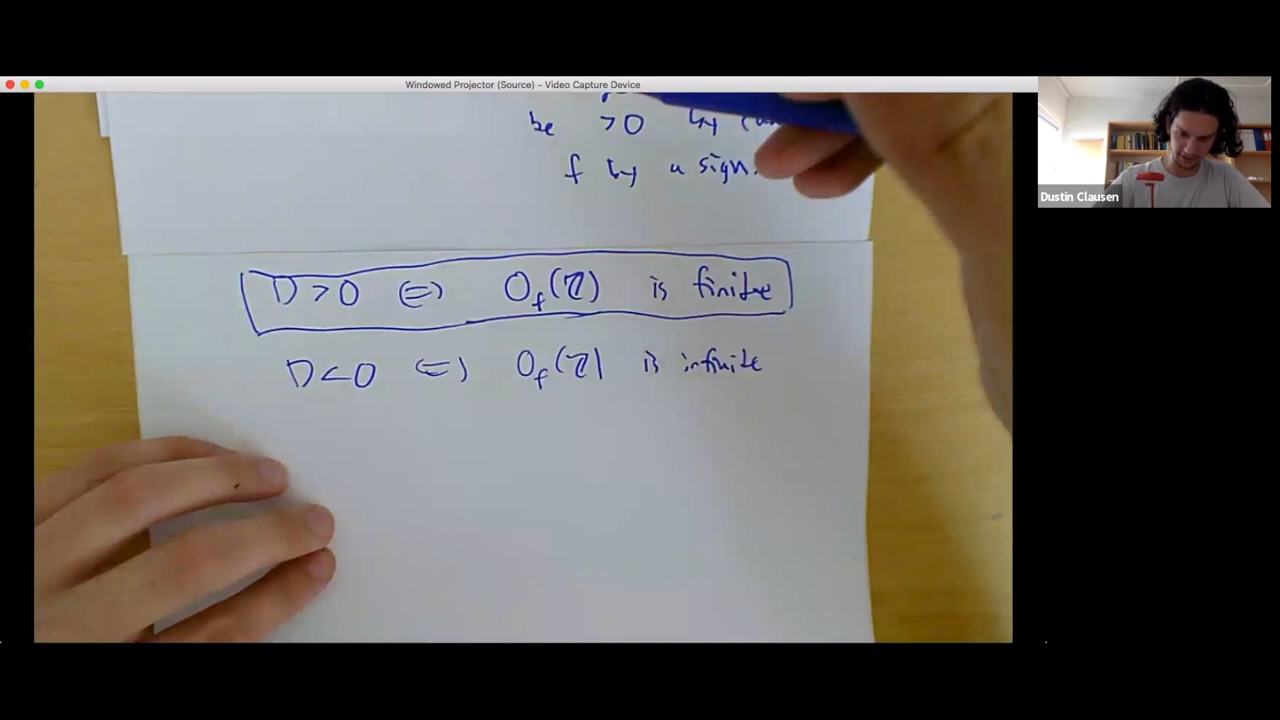 Windowed Projector (Source) - Video Capture Device
be >0 by
f by a sign.
Dustin Clausen
D > 0 ⇔ O_f(ℤ) is finite
D < 0 ⇔ O_f(ℤ) is infinite